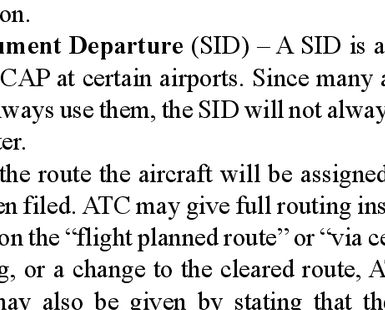 on.
ument Departure (SID) – A SID is a
CAP at certain airports. Since many a
lways use them, the SID will not alway
ter.
the route the aircraft will be assigned
en filed. ATC may give full routing ins
on the “flight planned route” or “via ce
g, or a change to the cleared route, A
may also be given by stating that the